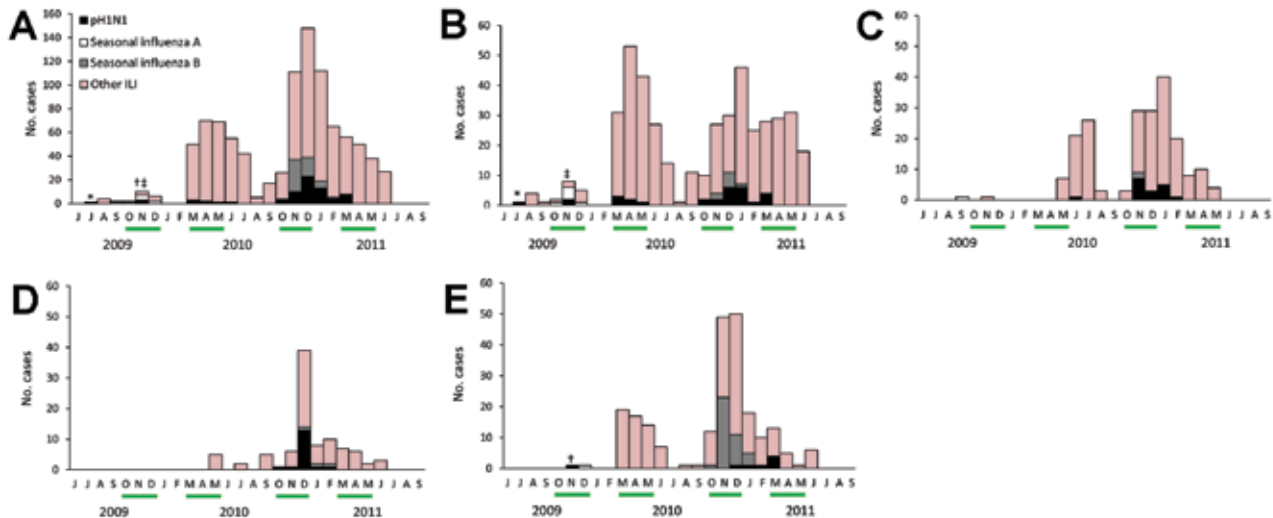 A
160
140
120
100
80
60
40
20
0
No. cases
pH1N1
Seasonal influenza A
Seasonal influenza B
Other ILI
*
†‡
J J A S O N D J F M A M J J A S O N D J F M A M J J A S
2009 2010 2011
B
60
50
40
30
20
10
0
No. cases
*
‡
J J A S O N D J F M A M J J A S O N D J F M A M J J A S
2009 2010 2011
C
60
50
40
30
20
10
0
No. cases
J J A S O N D J F M A M J J A S O N D J F M A M J J A S
2009 2010 2011
D
60
50
40
30
20
10
0
No. cases
J J A S O N D J F M A M J J A S O N D J F M A M J J A S
2009 2010 2011
E
60
50
40
30
20
10
0
No. cases
†
J J A S O N D J F M A M J J A S O N D J F M A M J J A S
2009 2010 2011